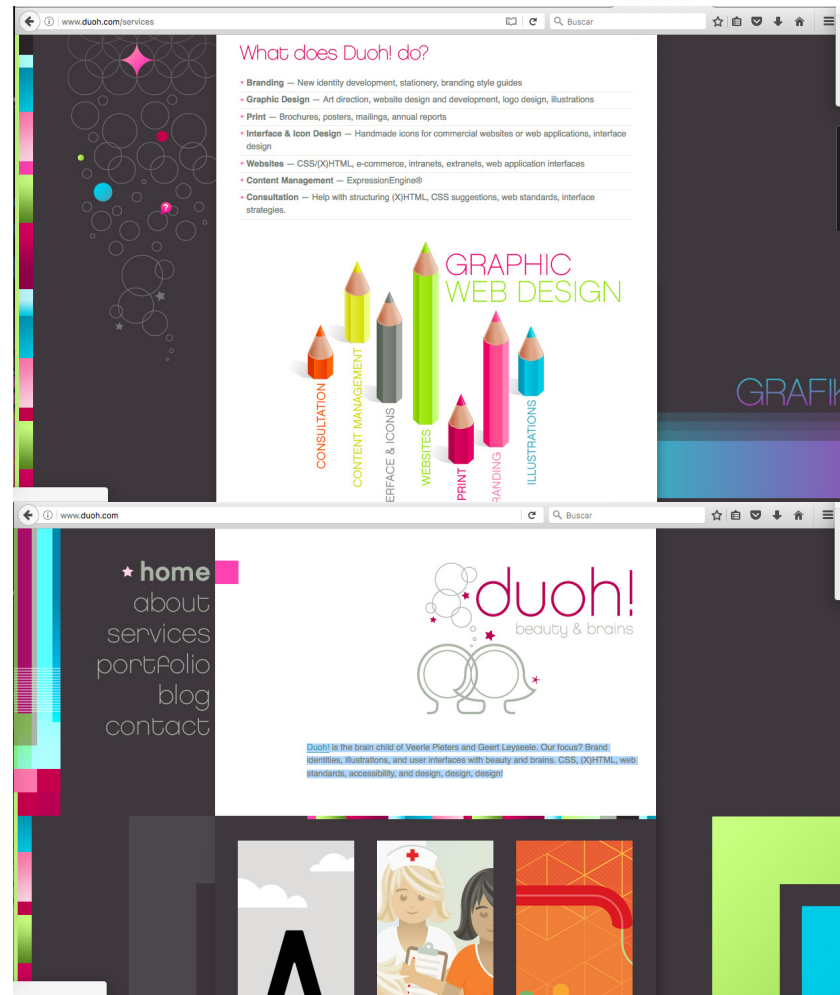 www.duoh.com/services
Buscar
What does Duoh! do?
• Branding — New identity development, stationery, branding style guides
• Graphic Design — Art direction, website design and development, logo design, illustrations
• Print — Brochures, posters, mailings, annual reports
• Interface & Icon Design — Handmade icons for commercial websites or web applications, interface
design
• Websites — CSS/(X)HTML, e-commerce, intranets, extranets, web application interfaces
• Content Management — ExpressionEngine®
• Consultation — Help with structuring (X)HTML, CSS suggestions, web standards, interface
strategies.
?
GRAPHIC
WEB DESIGN
CONSULTATION
CONTENT MANAGEMENT
ERFACE & ICONS
WEBSITES
PRINT
RANDING
ILLUSTRATIONS
GRAFIK
www.duoh.com
Buscar
home
about
services
portfolio
blog
contact
duoh!
beauty & brains
Duoh! is the brain child of Veerle Pieters and Geert Leyseele. Our focus? Brand
identities, illustrations, and user interfaces with beauty and brains. CSS, (X)HTML, web
standards, accessibility, and design, design, design!
A